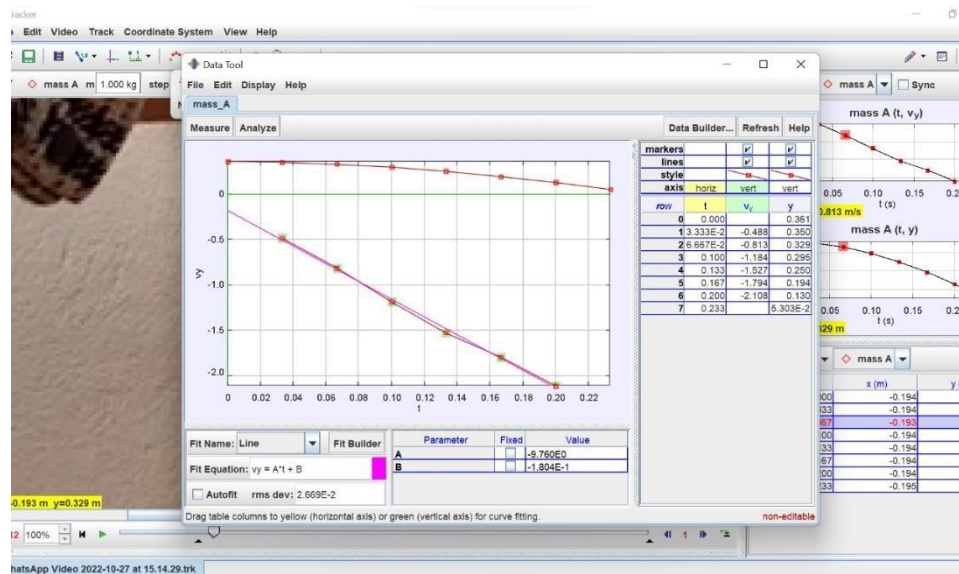 racker
Edit Video Track Coordinate System View Help
mass A m 1.000 kg step
Data Tool
File Edit Display Help
mass_A
Measure Analyze
Data Builder... Refresh Help
markers
lines
style
axis horiz vert vert
row t vy y
0 0.000 0.361
1 3.333E-2 -0.488 0.350
2 6.667E-2 -0.813 0.329
3 0.100 -1.184 0.295
4 0.133 -1.527 0.250
5 0.167 -1.794 0.194
6 0.200 -2.108 0.130
7 0.233 5.303E-2
0
-0.5
-1.0
-1.5
-2.0
vy
0 0.02 0.04 0.06 0.08 0.10 0.12 0.14 0.16 0.18 0.20 0.22
t
Fit Name: Line Fit Builder
Fit Equation: vy = A*t + B
Autofit rms dev: 2.669E-2
Parameter Fixed Value
A -9.760E0
B -1.804E-1
Drag table columns to yellow (horizontal axis) or green (vertical axis) for curve fitting.
non-editable
mass A Sync
mass A (t, vy)
0.05 0.10 0.15 0.2
t (s)
0.813 m/s
mass A (t, y)
0.05 0.10 0.15 0.2
t (s)
329 m
mass A
x (m) y
000 -0.194
033 -0.194
067 -0.193
00 -0.194
33 -0.194
67 -0.194
200 -0.194
233 -0.195
-0.193 m y=0.329 m
12 100%
1
hatsApp Video 2022-10-27 at 15.14.29.trk